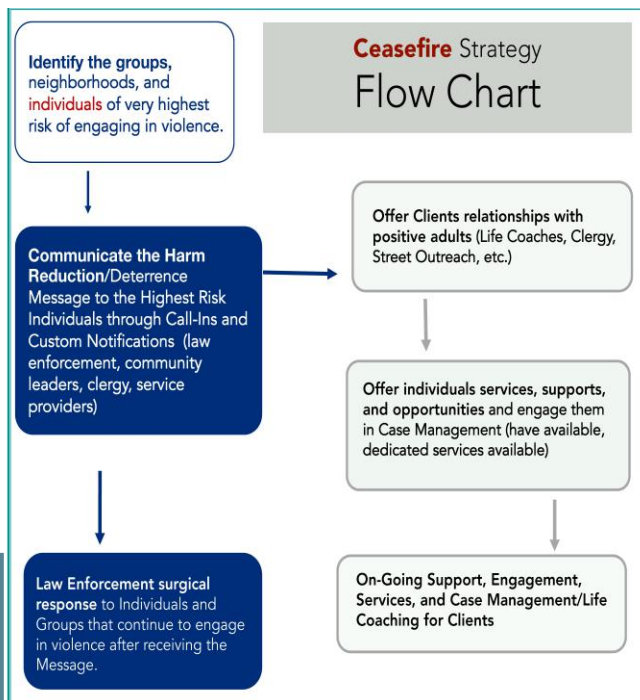 Ceasefire Strategy
Flow Chart
Identify the groups,
neighborhoods, and
individuals of very highest
risk of engaging in violence.
Communicate the Harm
Reduction/Deterrence
Message to the Highest Risk
Individuals through Call-Ins and
Custom Notifications (law
enforcement, community
leaders, clergy, service
providers)
Law Enforcement surgical
response to Individuals and
Groups that continue to engage
in violence after receiving the
Message.
Offer Clients relationships with
positive adults (Life Coaches, Clergy,
Street Outreach, etc.)
Offer individuals services, supports,
and opportunities and engage them
in Case Management (have available,
dedicated services available)
On-Going Support, Engagement,
Services, and Case Management/Life
Coaching for Clients